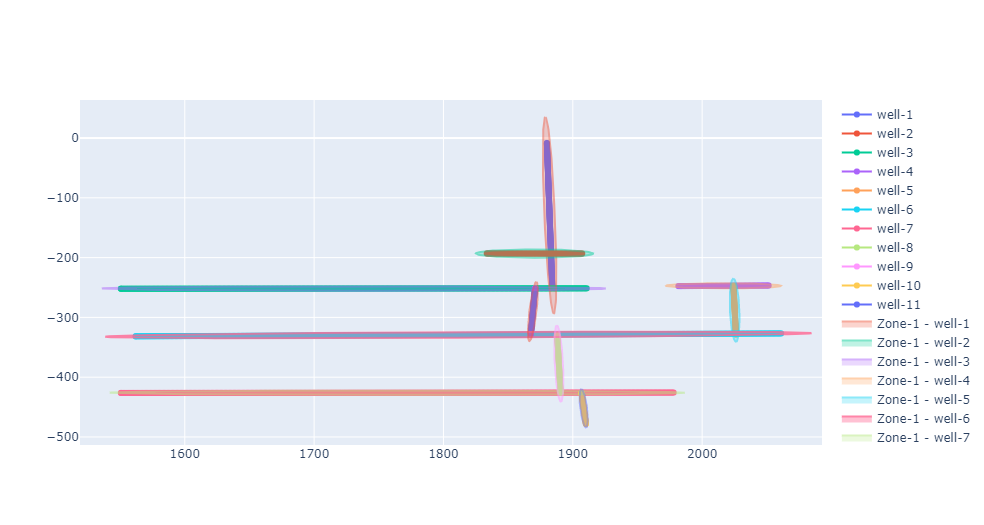 0
−100
−200
−300
−400
−500
1600
1700
1800
1900
2000
well-1
well-2
well-3
well-4
well-5
well-6
well-7
well-8
well-9
well-10
well-11
Zone-1 - well-1
Zone-1 - well-2
Zone-1 - well-3
Zone-1 - well-4
Zone-1 - well-5
Zone-1 - well-6
Zone-1 - well-7